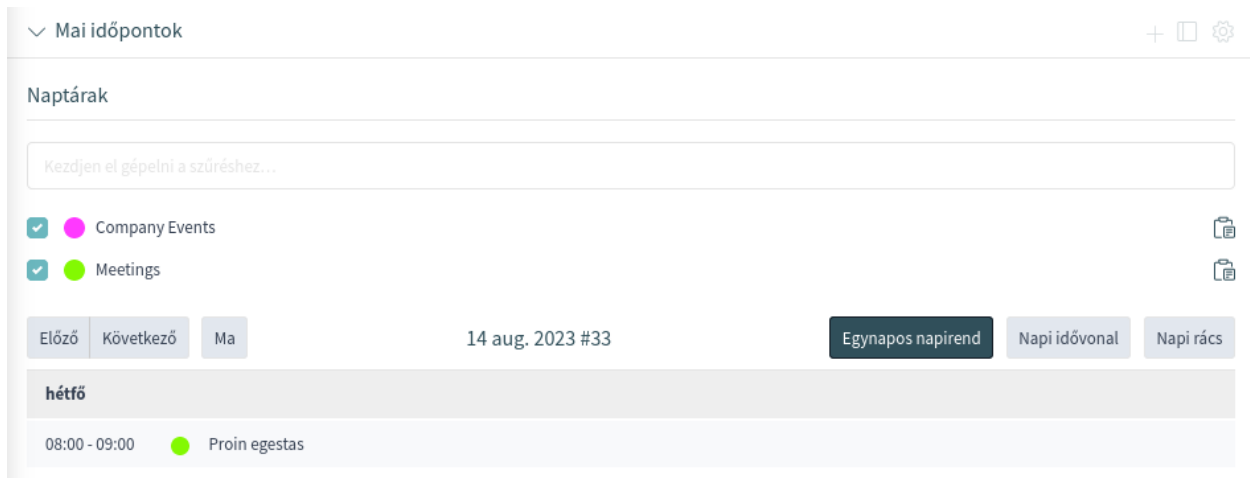 Mai időpontok
Naptárak
Kezdjen el gépelni a szűréshez...
Company Events
Meetings
Előző Következő Ma 14 aug. 2023 #33 Egynapos napirend Napi idővonal Napi rács
hétfő
08:00 - 09:00 Proin egestas